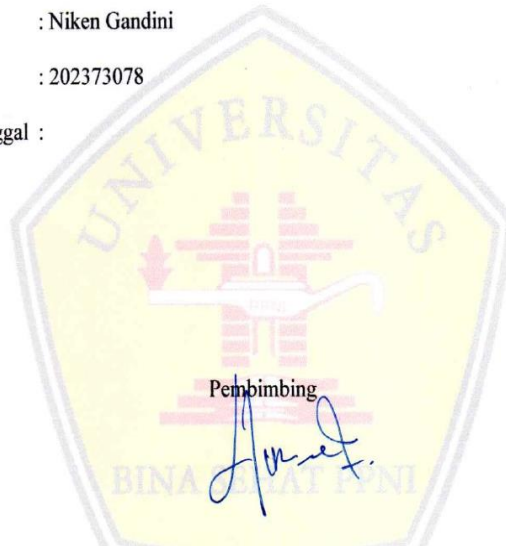 : Niken Gandini
: 202373078
ggal :
UNIVERSITAS
Pembimbing
BINA SEHAT PPNI